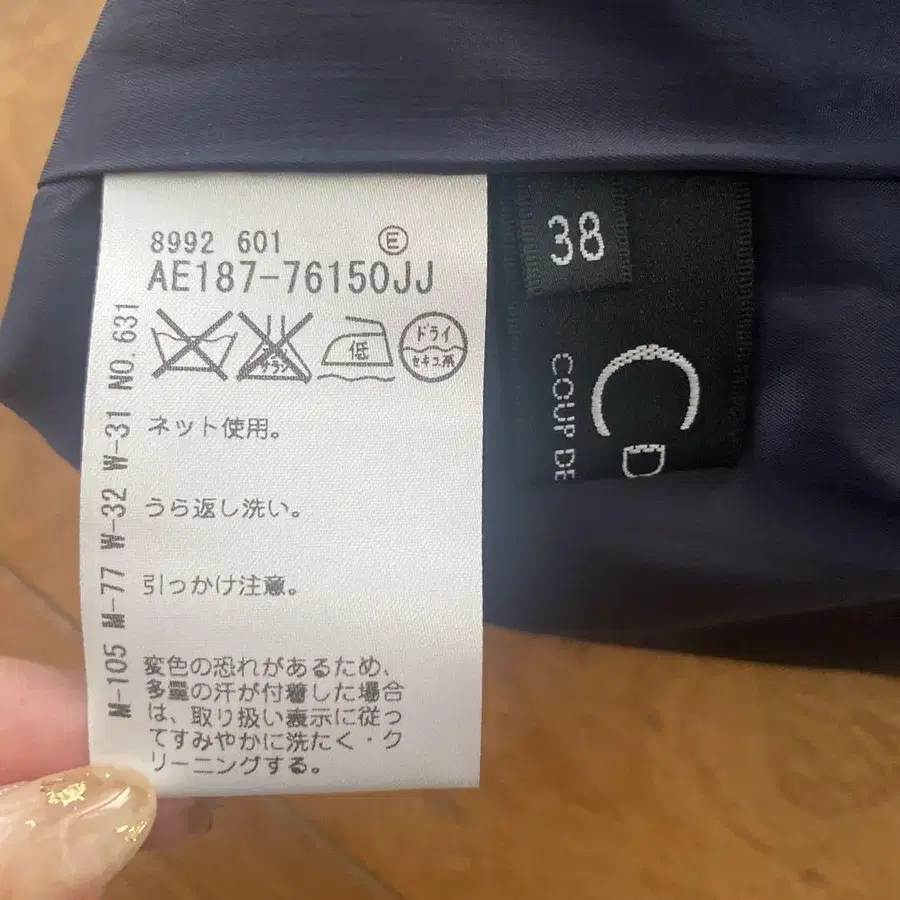 8992 601 Ⓔ
AE187-76150JJ
サラシ
低
ドライ
セキユ系
ネット使用。
うら返し洗い。
引っかけ注意。
変色の恐れがあるため、
多量の汗が付着した場合
は、取り扱い表示に従っ
てすみやかに洗たく・ク
リーニングする。
M-105 M-77 W-32 W-31 NO.631
38
CD
COUP DE